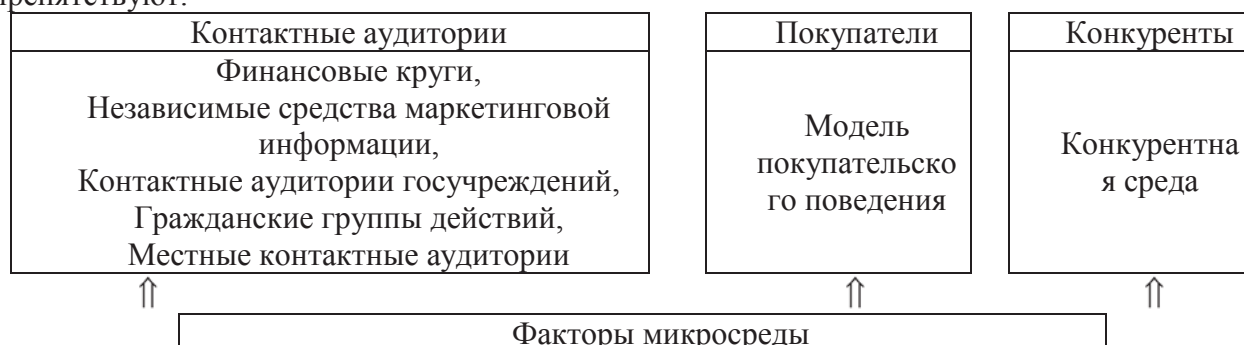 Контактные аудитории
Финансовые круги,
Независимые средства маркетинговой
информации,
Контактные аудитории госучреждений,
Гражданские группы действий,
Местные контактные аудитории
Покупатели
Модель
покупательско
го поведения
Конкуренты
Конкурентна
я среда
⇑ ⇑ ⇑
Факторы микросреды